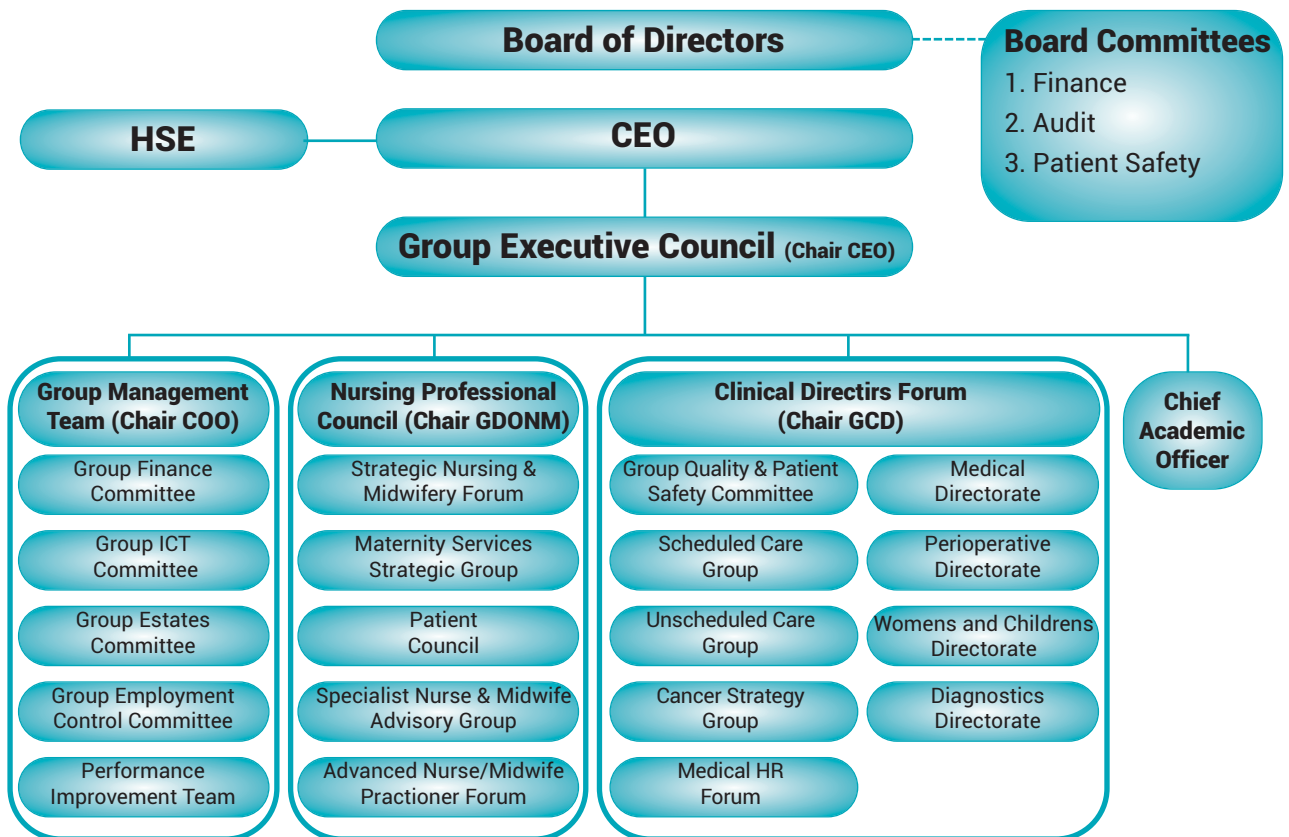 Board of Directors
Board Committees
1. Finance
2. Audit
3. Patient Safety
HSE
CEO
Group Executive Council (Chair CEO)
Group Management
Team (Chair COO)
Group Finance
Committee
Group ICT
Committee
Group Estates
Committee
Group Employment
Control Committee
Performance
Improvement Team
Nursing Professional
Council (Chair GDONM)
Strategic Nursing &
Midwifery Forum
Maternity Services
Strategic Group
Patient
Council
Specialist Nurse & Midwife
Advisory Group
Advanced Nurse/Midwife
Practioner Forum
Clinical Directirs Forum
(Chair GCD)
Group Quality & Patient
Safety Committee
Scheduled Care
Group
Unscheduled Care
Group
Cancer Strategy
Group
Medical HR
Forum
Medical
Directorate
Perioperative
Directorate
Womens and Childrens
Directorate
Diagnostics
Directorate
Chief
Academic
Officer